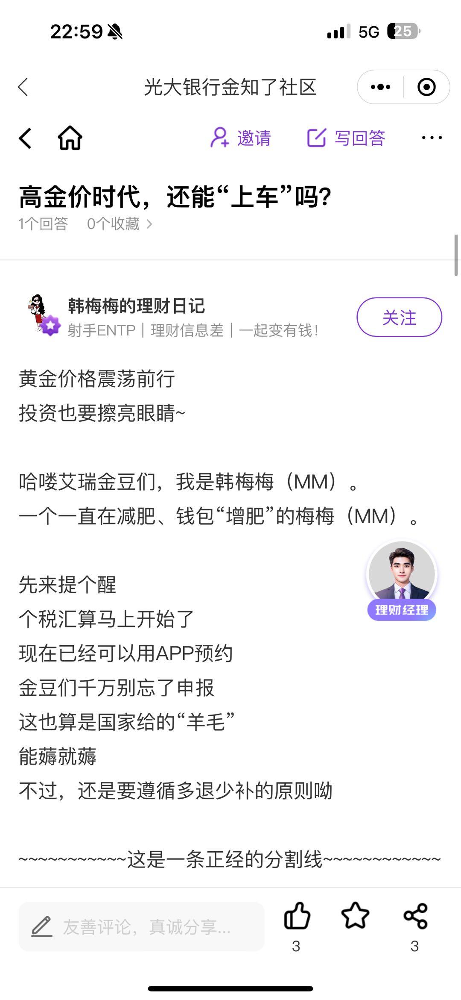 22:59
5G
25
光大银行金知了社区
邀请
写回答
高金价时代，还能“上车”吗?
1个回答 0个收藏
韩梅梅的理财日记
射手ENTP｜理财信息差｜一起变有钱！
关注
黄金价格震荡前行
投资也要擦亮眼睛~
哈喽艾瑞金豆们，我是韩梅梅（MM）。
一个一直在减肥、钱包“增肥”的梅梅（MM）。
理财经理
先来提个醒
个税汇算马上开始了
现在已经可以用APP预约
金豆们千万别忘了申报
这也算是国家给的“羊毛”
能薅就薅
不过，还是要遵循多退少补的原则呦
~~~~~~~~~~~这是一条正经的分割线~~~~~~~~~~~~
友善评论，真诚分享...
3
3